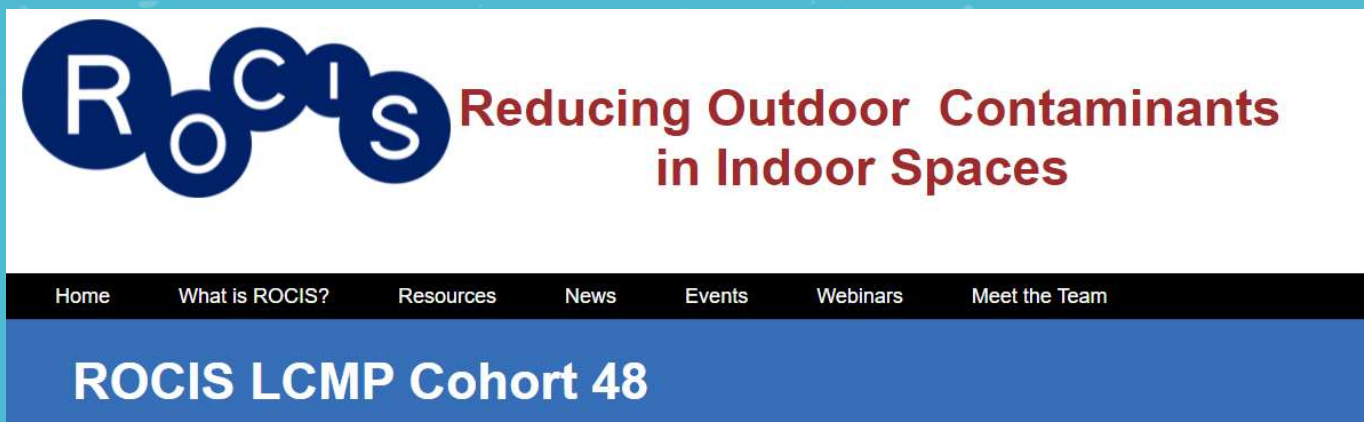 ROCIS
Reducing Outdoor Contaminants
in Indoor Spaces
Home What is ROCIS? Resources News Events Webinars Meet the Team
ROCIS LCMP Cohort 48